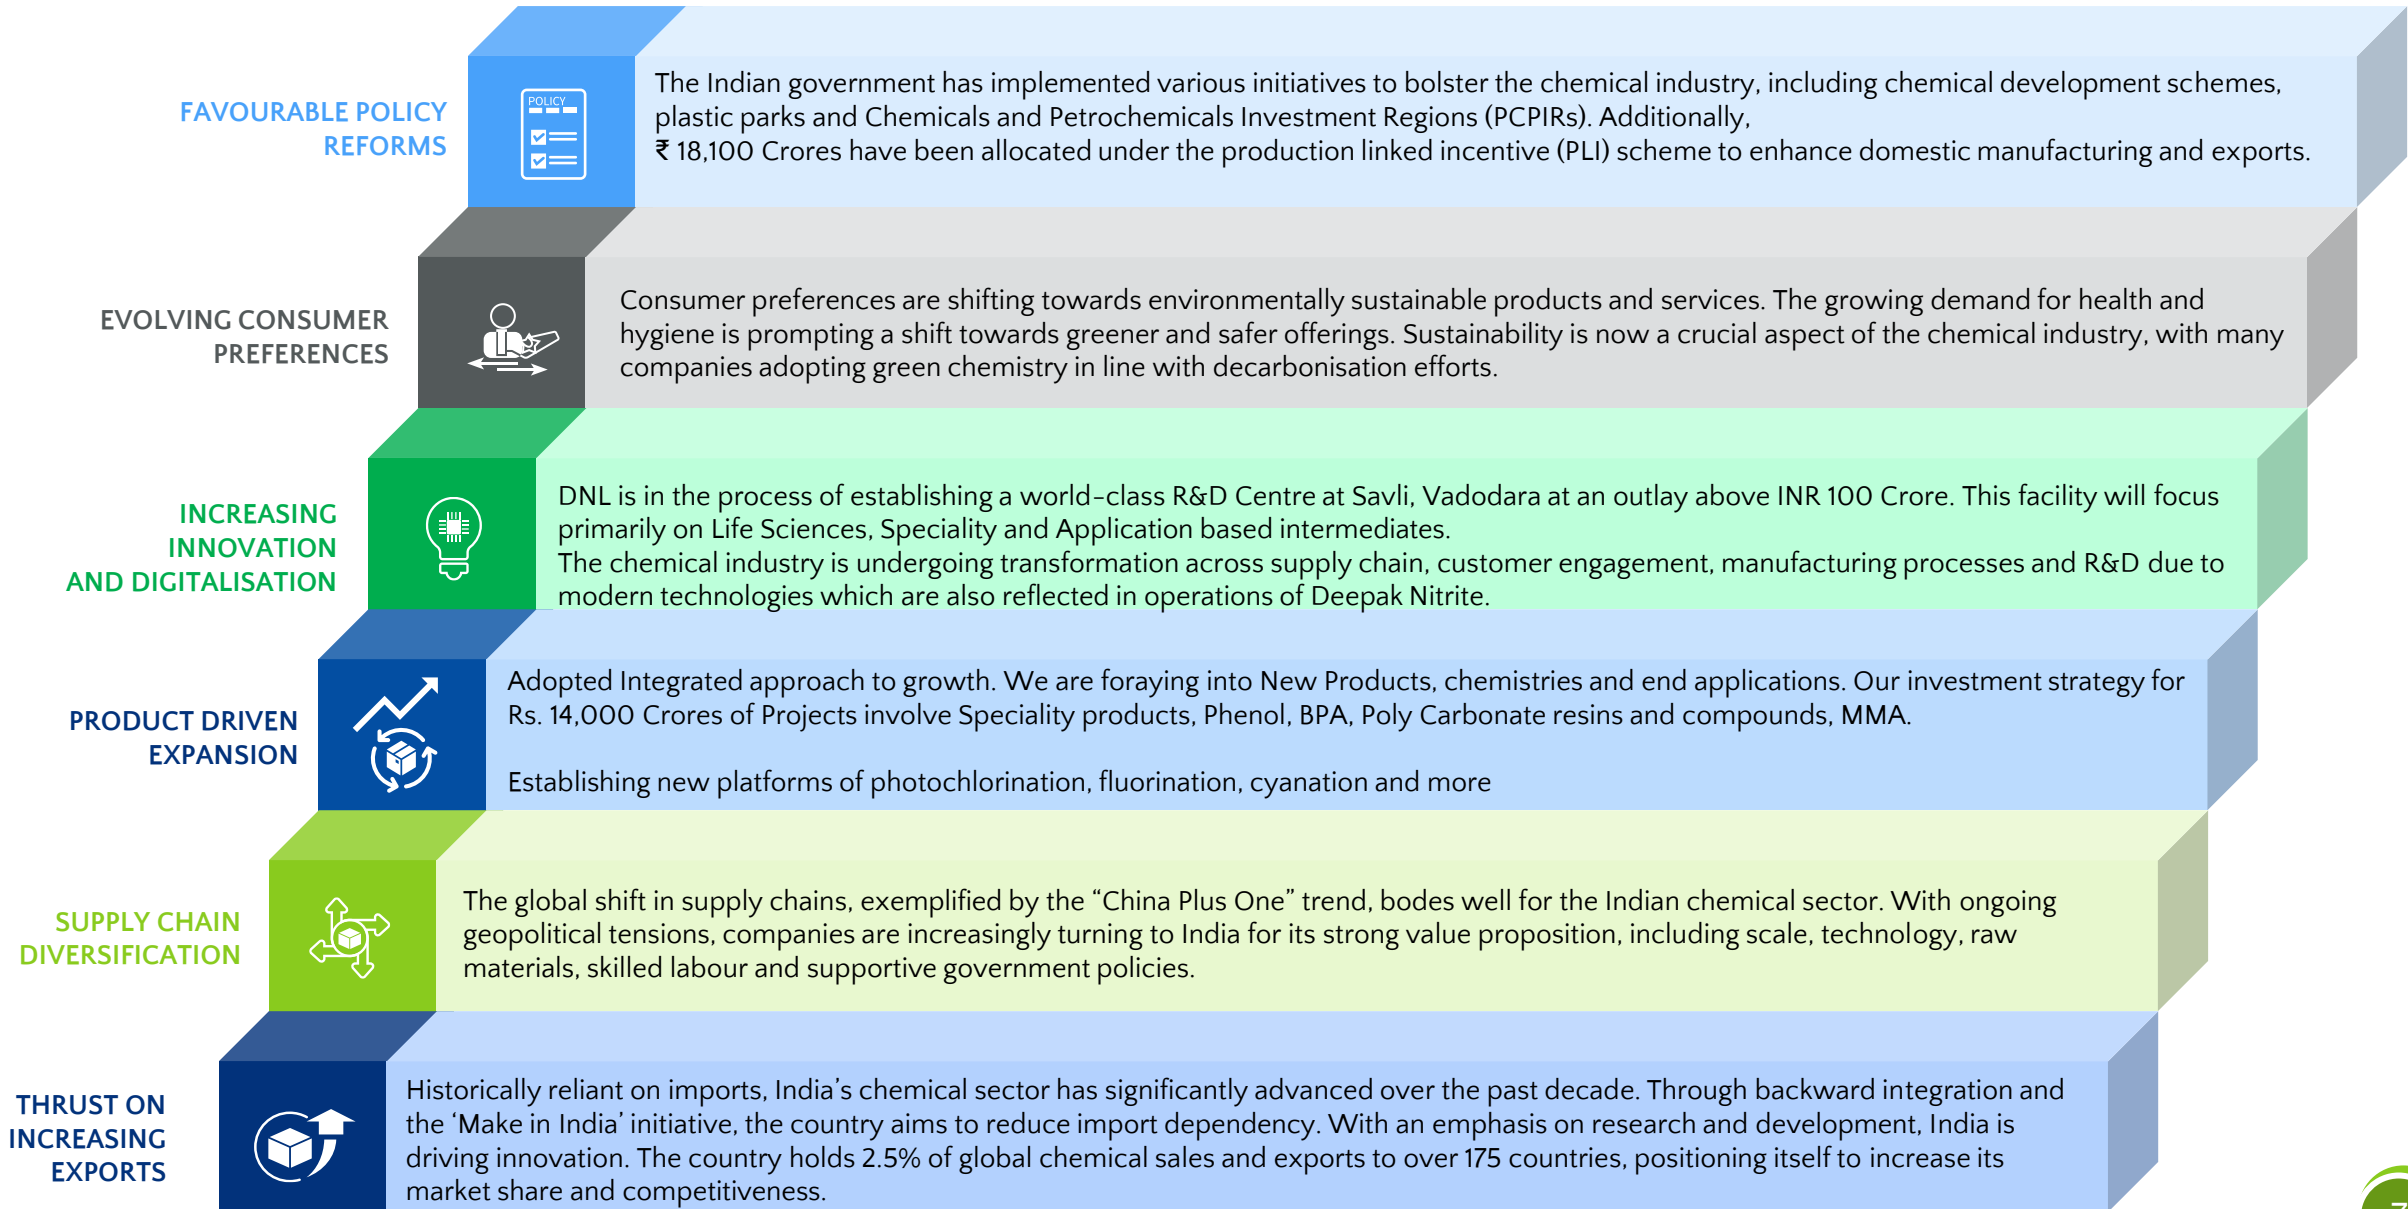 FAVOURABLE POLICY
REFORMS
POLICY
The Indian government has implemented various initiatives to bolster the chemical industry, including chemical development schemes,
plastic parks and Chemicals and Petrochemicals Investment Regions (PCPIRs). Additionally,
₹ 18,100 Crores have been allocated under the production linked incentive (PLI) scheme to enhance domestic manufacturing and exports.
EVOLVING CONSUMER
PREFERENCES
Consumer preferences are shifting towards environmentally sustainable products and services. The growing demand for health and
hygiene is prompting a shift towards greener and safer offerings. Sustainability is now a crucial aspect of the chemical industry, with many
companies adopting green chemistry in line with decarbonisation efforts.
INCREASING
INNOVATION
AND DIGITALISATION
DNL is in the process of establishing a world-class R&D Centre at Savli, Vadodara at an outlay above INR 100 Crore. This facility will focus
primarily on Life Sciences, Speciality and Application based intermediates.
The chemical industry is undergoing transformation across supply chain, customer engagement, manufacturing processes and R&D due to
modern technologies which are also reflected in operations of Deepak Nitrite.
PRODUCT DRIVEN
EXPANSION
Adopted Integrated approach to growth. We are foraying into New Products, chemistries and end applications. Our investment strategy for
Rs. 14,000 Crores of Projects involve Speciality products, Phenol, BPA, Poly Carbonate resins and compounds, MMA.
Establishing new platforms of photochlorination, fluorination, cyanation and more
SUPPLY CHAIN
DIVERSIFICATION
The global shift in supply chains, exemplified by the “China Plus One” trend, bodes well for the Indian chemical sector. With ongoing
geopolitical tensions, companies are increasingly turning to India for its strong value proposition, including scale, technology, raw
materials, skilled labour and supportive government policies.
THRUST ON
INCREASING
EXPORTS
Historically reliant on imports, India’s chemical sector has significantly advanced over the past decade. Through backward integration and
the ‘Make in India’ initiative, the country aims to reduce import dependency. With an emphasis on research and development, India is
driving innovation. The country holds 2.5% of global chemical sales and exports to over 175 countries, positioning itself to increase its
market share and competitiveness.